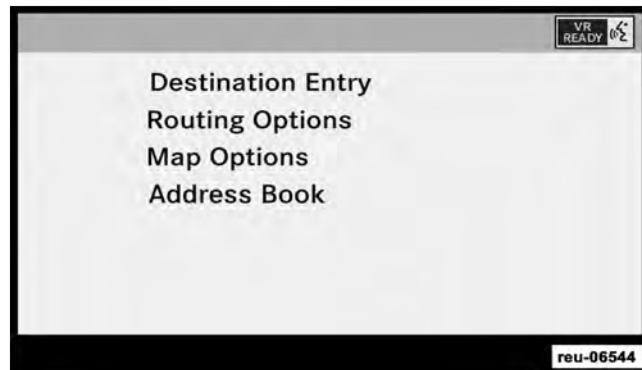 VR
READY
Destination Entry
Routing Options
Map Options
Address Book
reu-06544